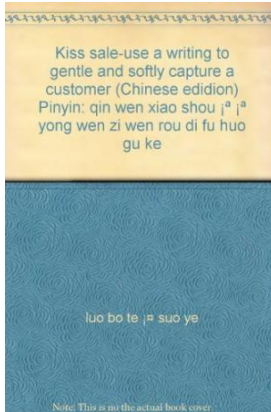 Kiss sale-use a writing to
gentle and softly capture a
customer (Chinese edidion)
Pinyin: qin wen xiao shou ¡ª ¡ª
yong wen zi wen rou di fu huo
gu ke
luo bo te ¡¤ suo ye
Note: This is no the actual book cover